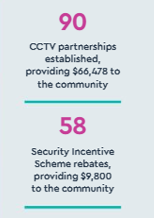 90
CCTV partnerships
established,
providing $66,478 to
the community
58
Security Incentive
Scheme rebates,
providing $9,800
to the community